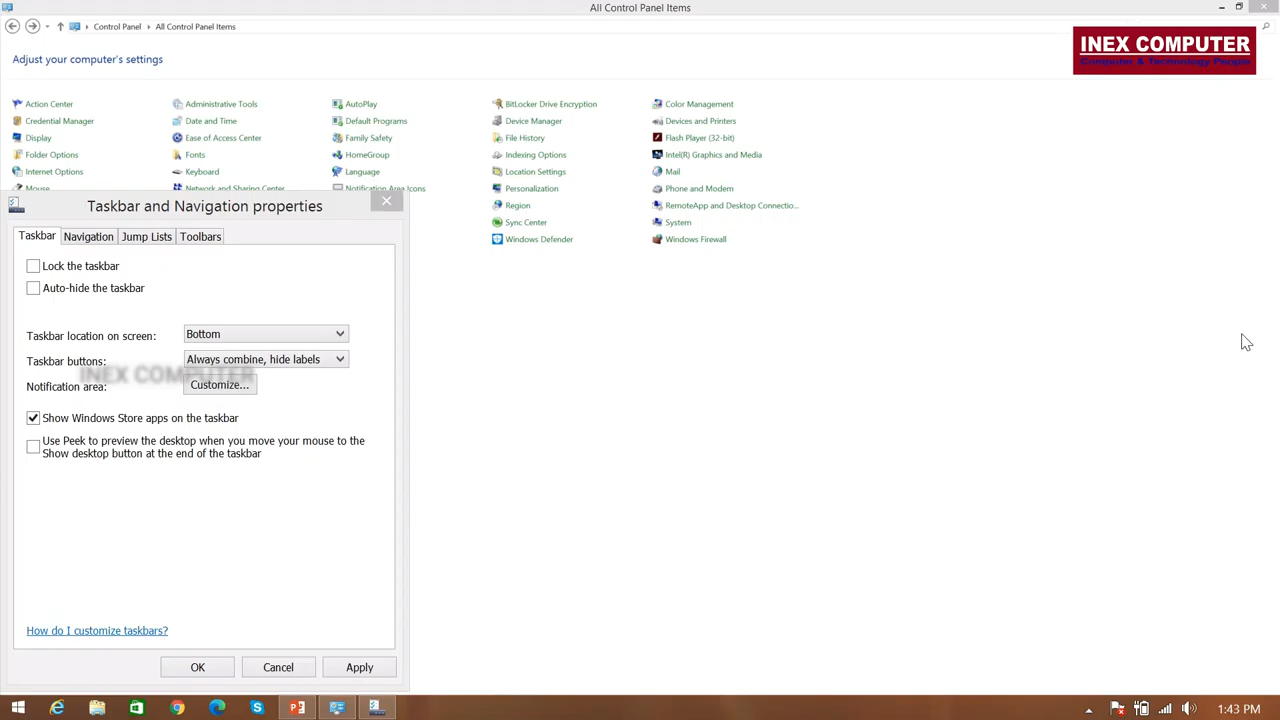 All Control Panel Items
Control Panel All Control Panel Items
INEX COMPUTER
Computer & Technology People
Adjust your computer's settings
Action Center
Administrative Tools
AutoPlay
BitLocker Drive Encryption
Color Management
Credential Manager
Date and Time
Default Programs
Device Manager
Devices and Printers
Display
Ease of Access Center
Family Safety
File History
Flash Player (32-bit)
Folder Options
Fonts
HomeGroup
Indexing Options
Intel(R) Graphics and Media
Internet Options
Keyboard
Language
Location Settings
Mail
Mouse
Network and Sharing Center
Notification Area Icons
Personalization
Phone and Modem
Region
RemoteApp and Desktop Connectio...
Sync Center
System
Windows Defender
Windows Firewall
Taskbar and Navigation properties
Taskbar Navigation Jump Lists Toolbars
Lock the taskbar
Auto-hide the taskbar
Taskbar location on screen: Bottom
Taskbar buttons: Always combine, hide labels
INEX COMPUTER
Notification area: Customize...
Show Windows Store apps on the taskbar
Use Peek to preview the desktop when you move your mouse to the
Show desktop button at the end of the taskbar
How do I customize taskbars?
OK Cancel Apply
1:43 PM